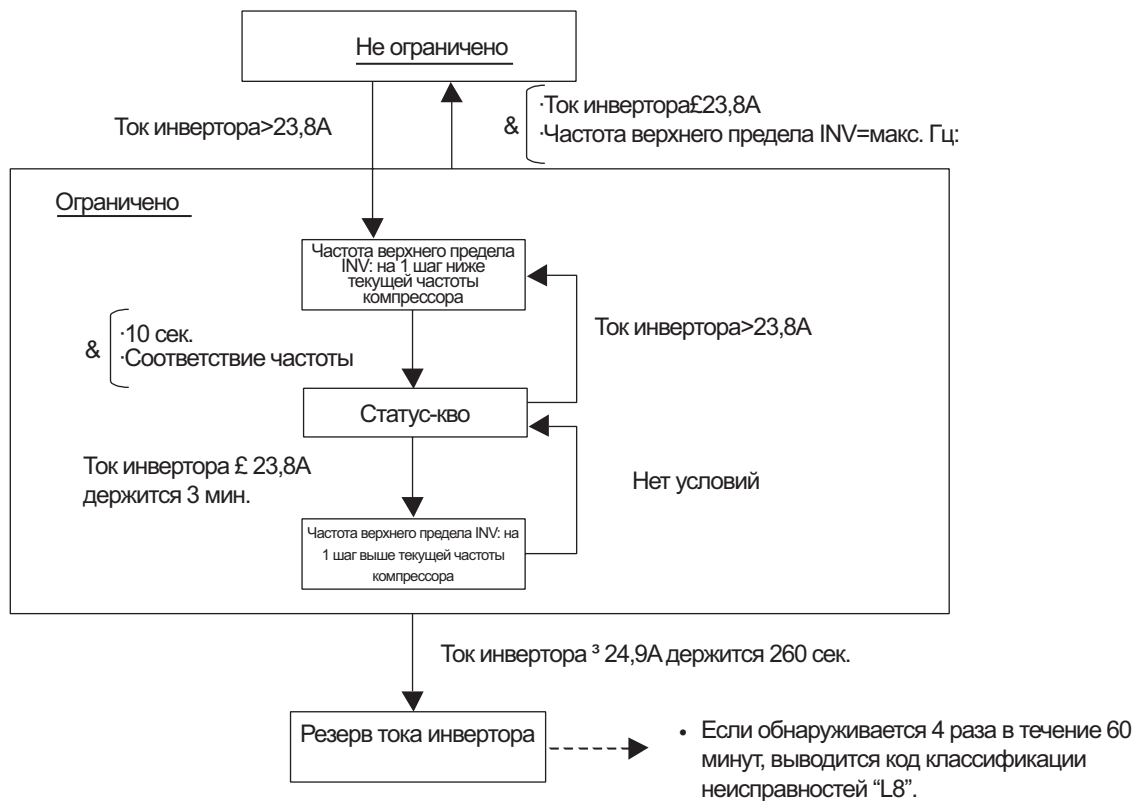 Не ограничено
Ток инвертора>23,8А
&
·Ток инвертора£23,8А
·Частота верхнего предела INV=макс. Гц:
Ограничено
Частота верхнего предела
INV: на 1 шаг ниже
текущей частоты
компрессора
&
·10 сек.
·Соответствие частоты
Ток инвертора>23,8А
Статус-кво
Ток инвертора £ 23,8А
держится 3 мин.
Нет условий
Частота верхнего предела INV: на
1 шаг выше текущей частоты
компрессора
Ток инвертора ³ 24,9А держится 260 сек.
Резерв тока инвертора
• Если обнаруживается 4 раза в течение 60
минут, выводится код классификации
неисправностей “L8”.